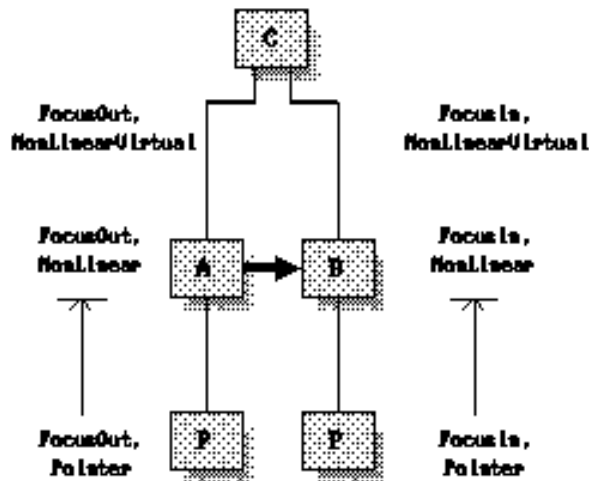 C
FocusOut,
NonlinearVirtual
FocusIn,
NonlinearVirtual
FocusOut,
Nonlinear
A
B
FocusIn,
Nonlinear
FocusOut,
Pointer
P
P
FocusIn,
Pointer